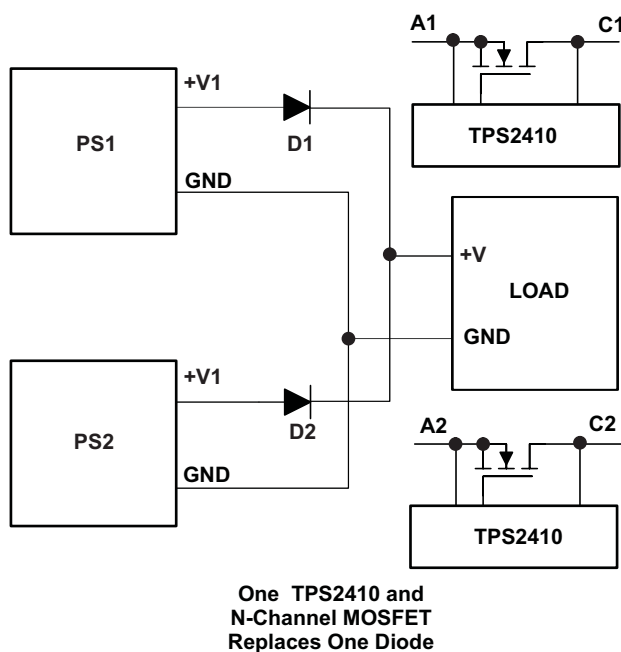 A1
C1
TPS2410
+V1
PS1
D1
GND
+V
LOAD
GND
+V1
PS2
D2
GND
A2
C2
TPS2410
One TPS2410 and
N-Channel MOSFET
Replaces One Diode